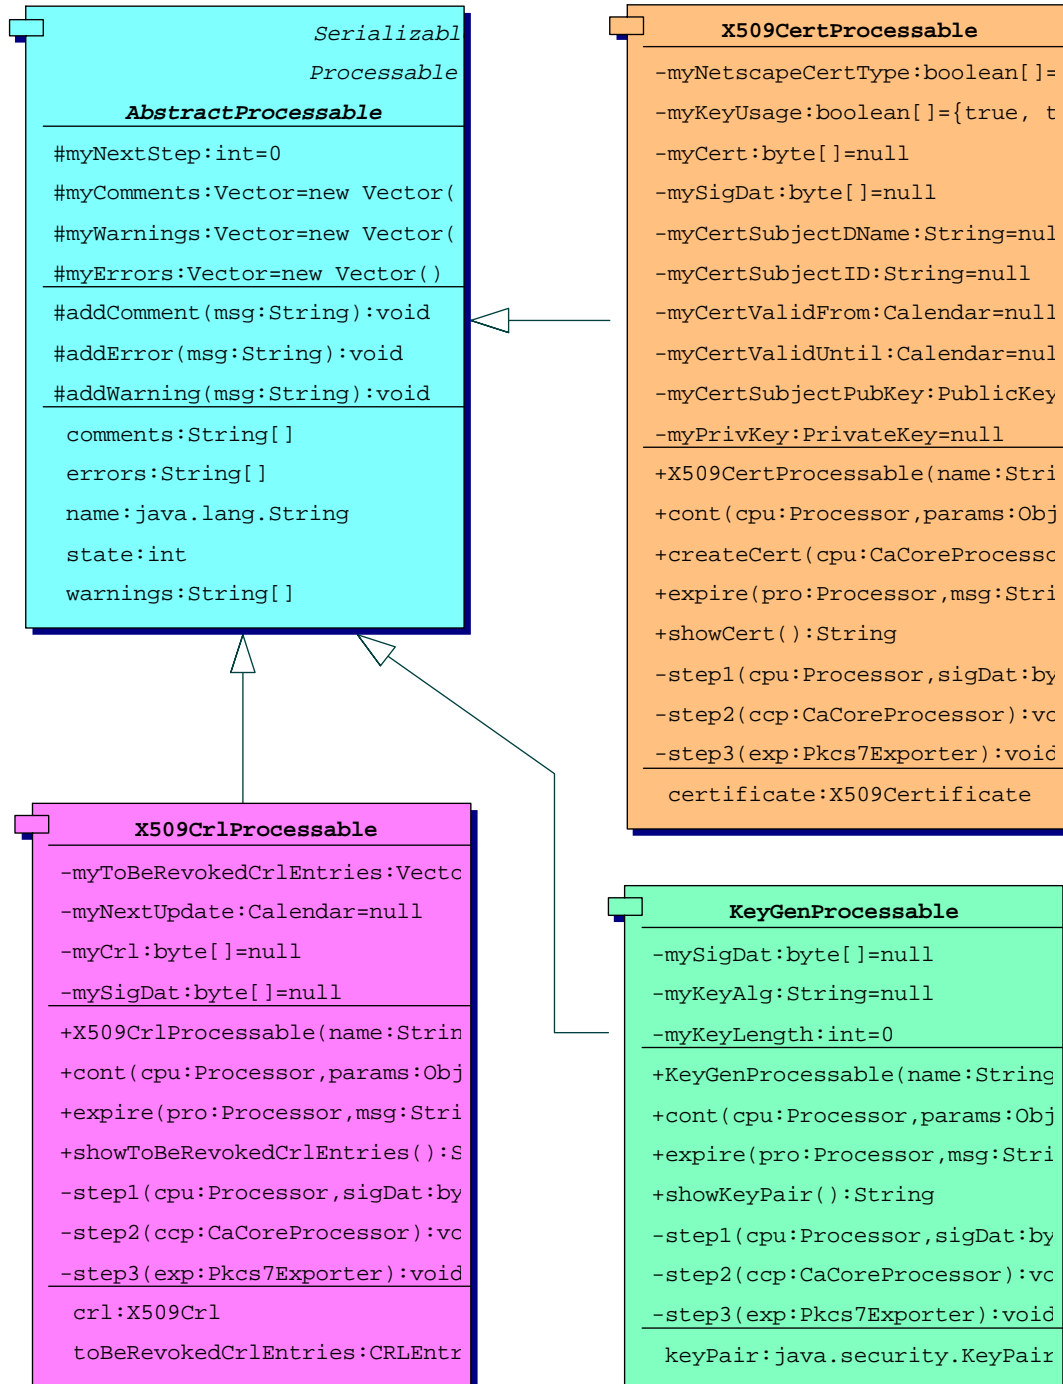 Serializabl
Processable
AbstractProcessable
#myNextStep:int=0
#myComments:Vector=new Vector(
#myWarnings:Vector=new Vector(
#myErrors:Vector=new Vector()
#addComment(msg:String):void
#addError(msg:String):void
#addWarning(msg:String):void
comments:String[]
errors:String[]
name:java.lang.String
state:int
warnings:String[]
X509CertProcessable
-myNetscapeCertType:boolean[]=
-myKeyUsage:boolean[]={true, t
-myCert:byte[]=null
-mySigDat:byte[]=null
-myCertSubjectDName:String=nul
-myCertSubjectID:String=null
-myCertValidFrom:Calendar=null
-myCertValidUntil:Calendar=nul
-myCertSubjectPubKey:PublicKey
-myPrivKey:PrivateKey=null
+X509CertProcessable(name:Stri
+cont(cpu:Processor,params:Obj
+createCert(cpu:CaCoreProcesso
+expire(pro:Processor,msg:Stri
+showCert():String
-step1(cpu:Processor,sigDat:by
-step2(ccp:CaCoreProcessor):vo
-step3(exp:Pkcs7Exporter):void
certificate:X509Certificate
X509CrlProcessable
-myToBeRevokedCrlEntries:Vecto
-myNextUpdate:Calendar=null
-myCrl:byte[]=null
-mySigDat:byte[]=null
+X509CrlProcessable(name:Strin
+cont(cpu:Processor,params:Obj
+expire(pro:Processor,msg:Stri
+showToBeRevokedCrlEntries():S
-step1(cpu:Processor,sigDat:by
-step2(ccp:CaCoreProcessor):vo
-step3(exp:Pkcs7Exporter):void
crl:X509Crl
toBeRevokedCrlEntries:CRLEntr
KeyGenProcessable
-mySigDat:byte[]=null
-myKeyAlg:String=null
-myKeyLength:int=0
+KeyGenProcessable(name:String
+cont(cpu:Processor,params:Obj
+expire(pro:Processor,msg:Stri
+showKeyPair():String
-step1(cpu:Processor,sigDat:by
-step2(ccp:CaCoreProcessor):vo
-step3(exp:Pkcs7Exporter):void
keyPair:java.security.KeyPair